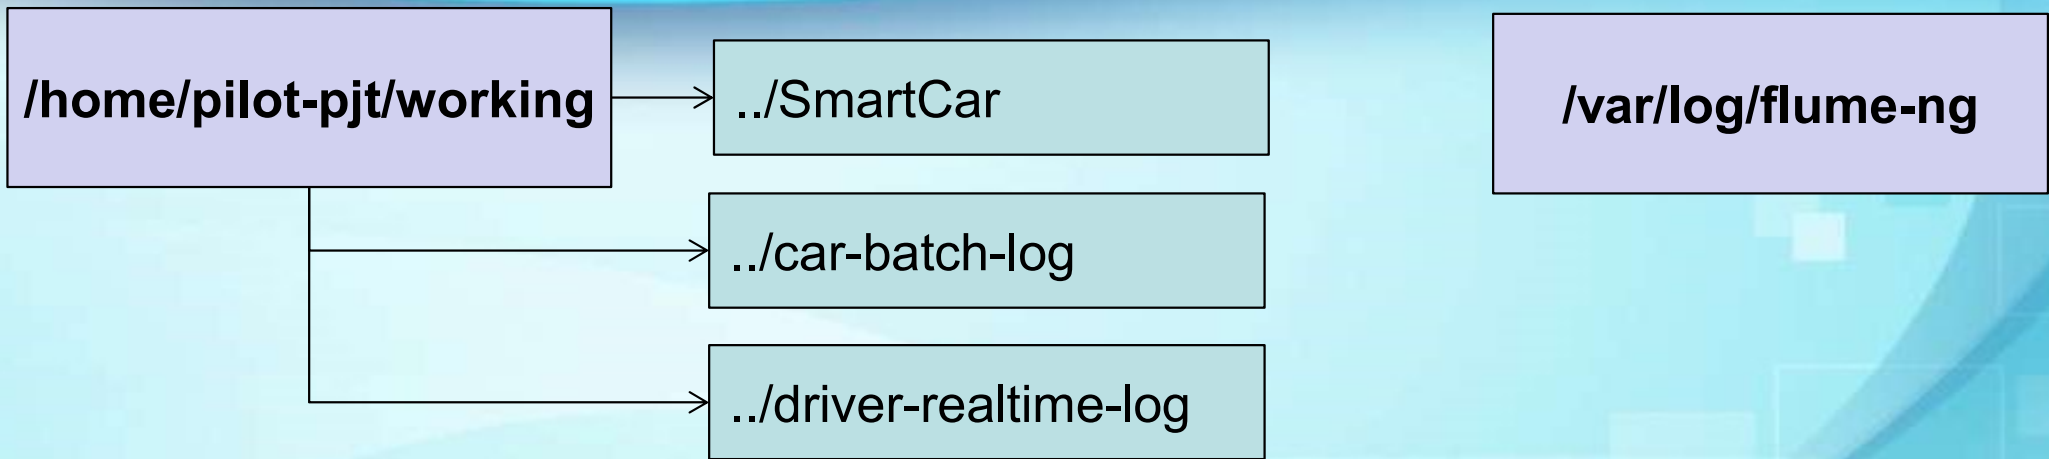 /home/pilot-pjt/working
../SmartCar
/var/log/flume-ng
../car-batch-log
../driver-realtime-log